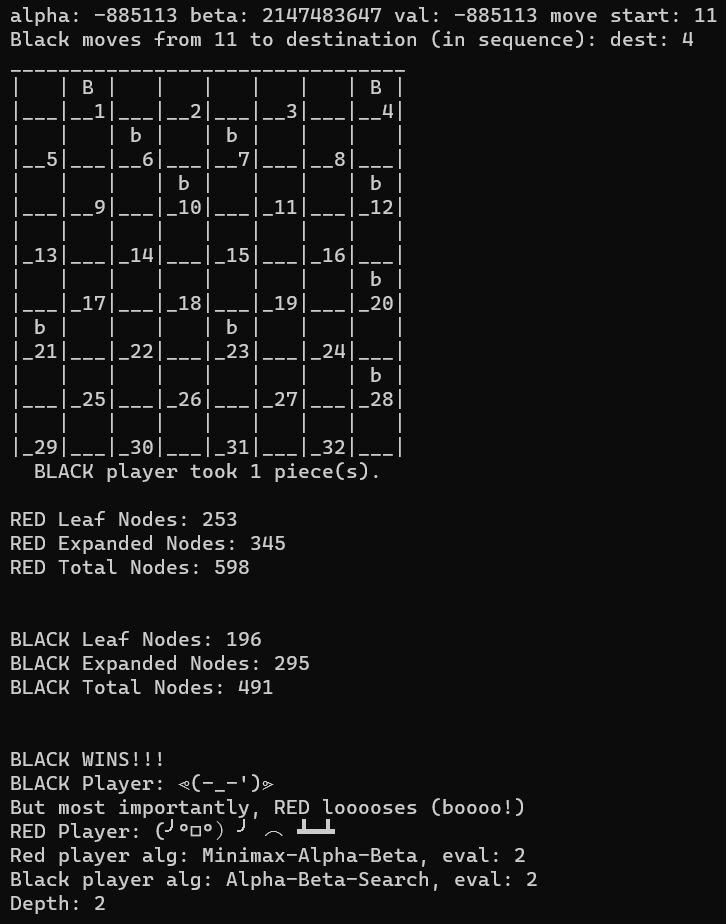 alpha: -885113 beta: 2147483647 val: -885113 move start: 11
Black moves from 11 to destination (in sequence): dest: 4
_________________________________
|   | B |   |   |   |   |   | B |
|___|__1|___|__2|___|__3|___|__4|
|   |   | b |   | b |   |   |   |
|__5|___|__6|___|__7|___|__8|___|
|   |   |   | b |   |   |   | b |
|___|__9|___|_10|___|_11|___|_12|
|   |   |   |   |   |   |   |   |
|_13|___|_14|___|_15|___|_16|___|
|   |   |   |   |   |   |   | b |
|___|_17|___|_18|___|_19|___|_20|
| b |   |   |   | b |   |   |   |
|_21|___|_22|___|_23|___|_24|___|
|   |   |   |   |   |   |   | b |
|___|_25|___|_26|___|_27|___|_28|
|   |   |   |   |   |   |   |   |
|_29|___|_30|___|_31|___|_32|___|
  BLACK player took 1 piece(s).
RED Leaf Nodes: 253
RED Expanded Nodes: 345
RED Total Nodes: 598
BLACK Leaf Nodes: 196
BLACK Expanded Nodes: 295
BLACK Total Nodes: 491
BLACK WINS!!!
BLACK Player: ⋖(-_-')⋗
But most importantly, RED looooses (boooo!)
RED Player: (╯°□°）╯ ︵ ┻━┻
Red player alg: Minimax-Alpha-Beta, eval: 2
Black player alg: Alpha-Beta-Search, eval: 2
Depth: 2